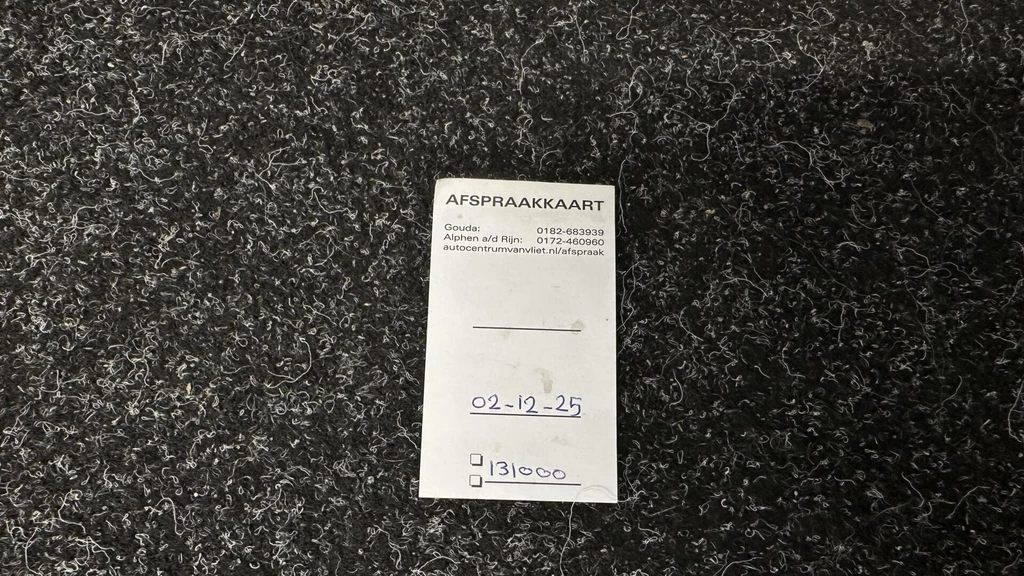 AFSPRAAKKAART
Gouda: 0182-683939
Alphen a/d Rijn: 0172-460960
autocentrumvanvliet.nl/afspraak
02-12-25
131000